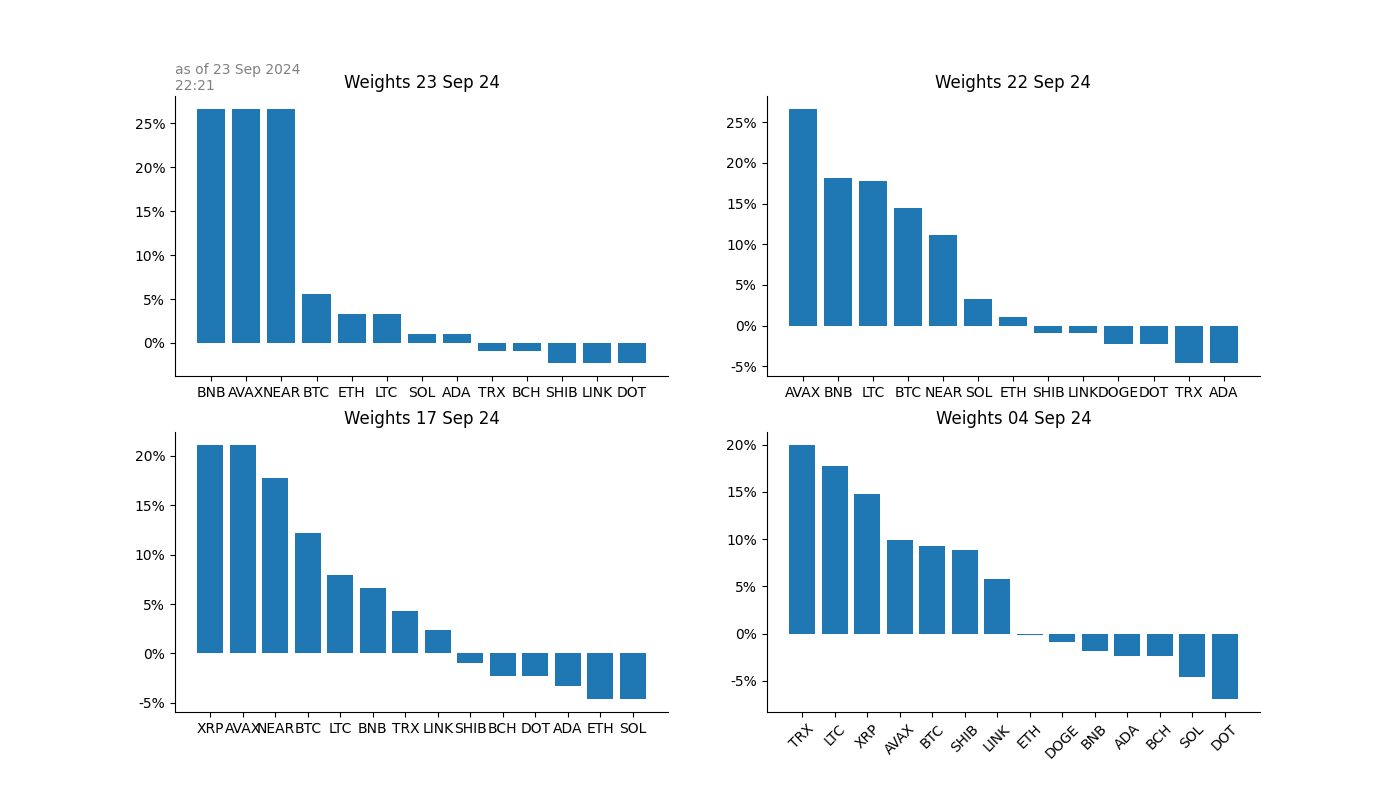 as of 23 Sep 2024
22:21
Weights 23 Sep 24
25%
20%
15%
10%
5%
0%
BNB AVAX NEAR BTC ETH LTC SOL ADA TRX BCH SHIB LINK DOT
Weights 22 Sep 24
25%
20%
15%
10%
5%
0%
-5%
AVAX BNB LTC BTC NEAR SOL ETH SHIB LINK DOGE DOT TRX ADA
Weights 17 Sep 24
20%
15%
10%
5%
0%
-5%
XRP AVAX NEAR BTC LTC BNB TRX LINK SHIB BCH DOT ADA ETH SOL
Weights 04 Sep 24
20%
15%
10%
5%
0%
-5%
TRX LTC XRP AVAX BTC SHIB LINK ETH DOGE BNB ADA BCH SOL DOT